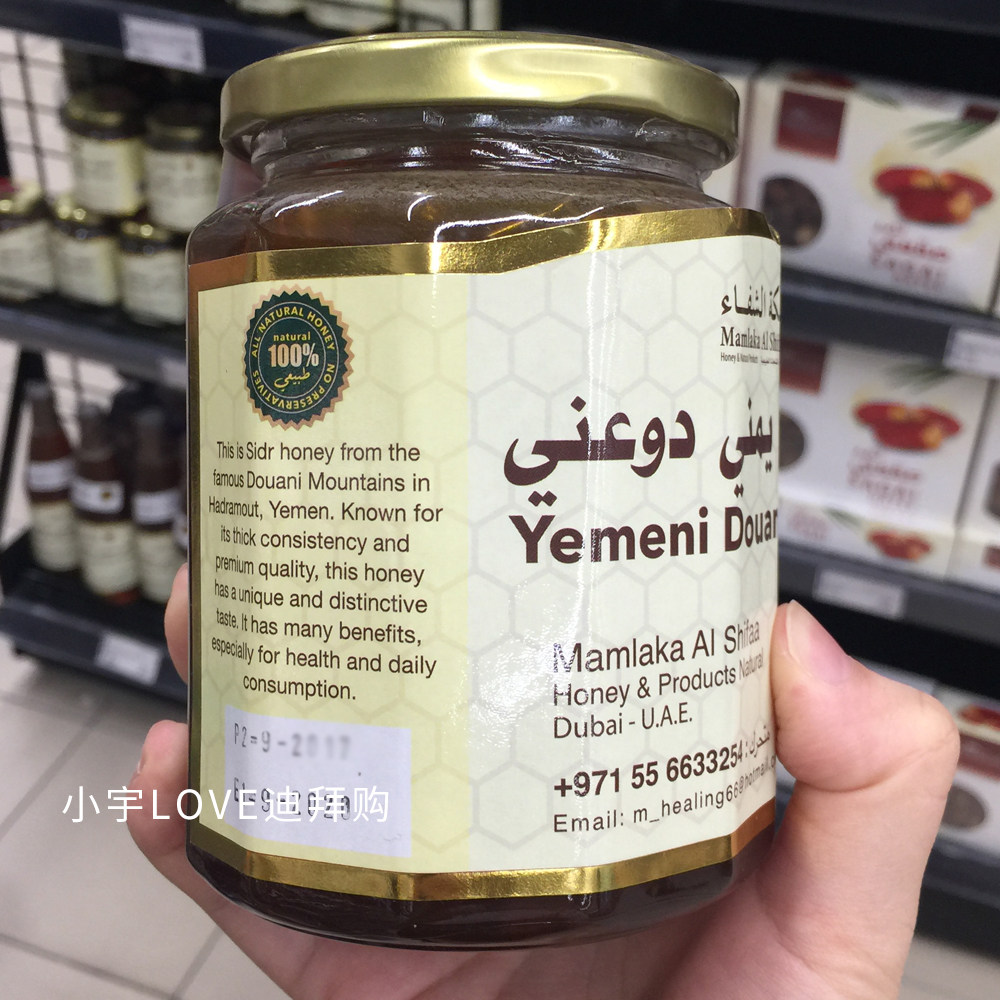 ALL NATURAL HONEY
natural
100%
طبيعي
NO PRESERVATIVES
This is Sidr honey from the
famous Douani Mountains in
Hadramout, Yemen. Known for
its thick consistency and
premium quality, this honey
has a unique and distinctive
taste. It has many benefits,
especially for health and daily
consumption.
P2=9-2017
小宇LOVE迪拜购
الشفاء
Mamlaka Al
يمني دوعني
Yemeni
Mamlaka Al Shifaa
Honey & Products Natural
Dubai - U.A.E.
+971 55 6633254 :
Email: m_healing66@hotmail.